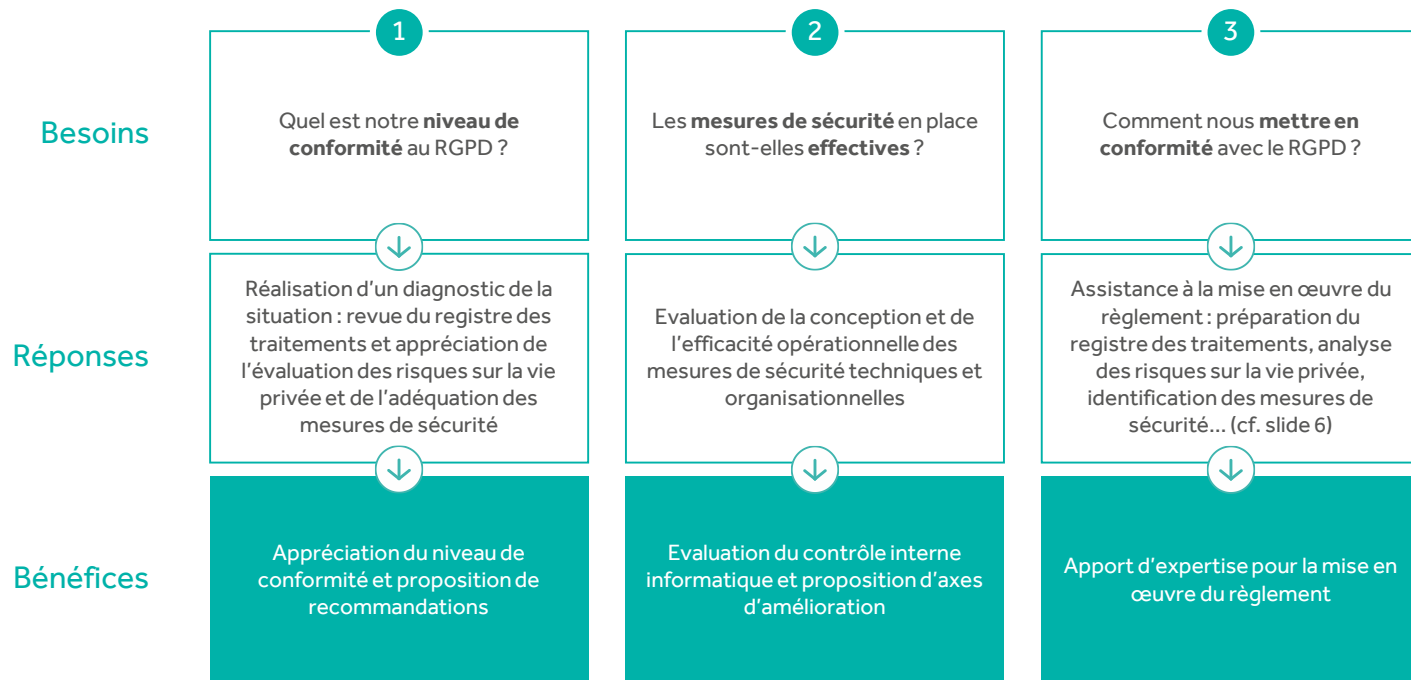 1
2
3
Besoins
Quel est notre niveau de
conformité au RGPD ?
Les mesures de sécurité en place
sont-elles effectives ?
Comment nous mettre en
conformité avec le RGPD ?
Réponses
Réalisation d'un diagnostic de la
situation : revue du registre des
traitements et appréciation de
l'évaluation des risques sur la vie
privée et de l'adéquation des
mesures de sécurité
Evaluation de la conception et de
l'efficacité opérationnelle des
mesures de sécurité techniques et
organisationnelles
Assistance à la mise en œuvre du
règlement : préparation du
registre des traitements, analyse
des risques sur la vie privée,
identification des mesures de
sécurité... (cf. slide 6)
Bénéfices
Appréciation du niveau de
conformité et proposition de
recommandations
Evaluation du contrôle interne
informatique et proposition d'axes
d'amélioration
Apport d'expertise pour la mise en
œuvre du règlement